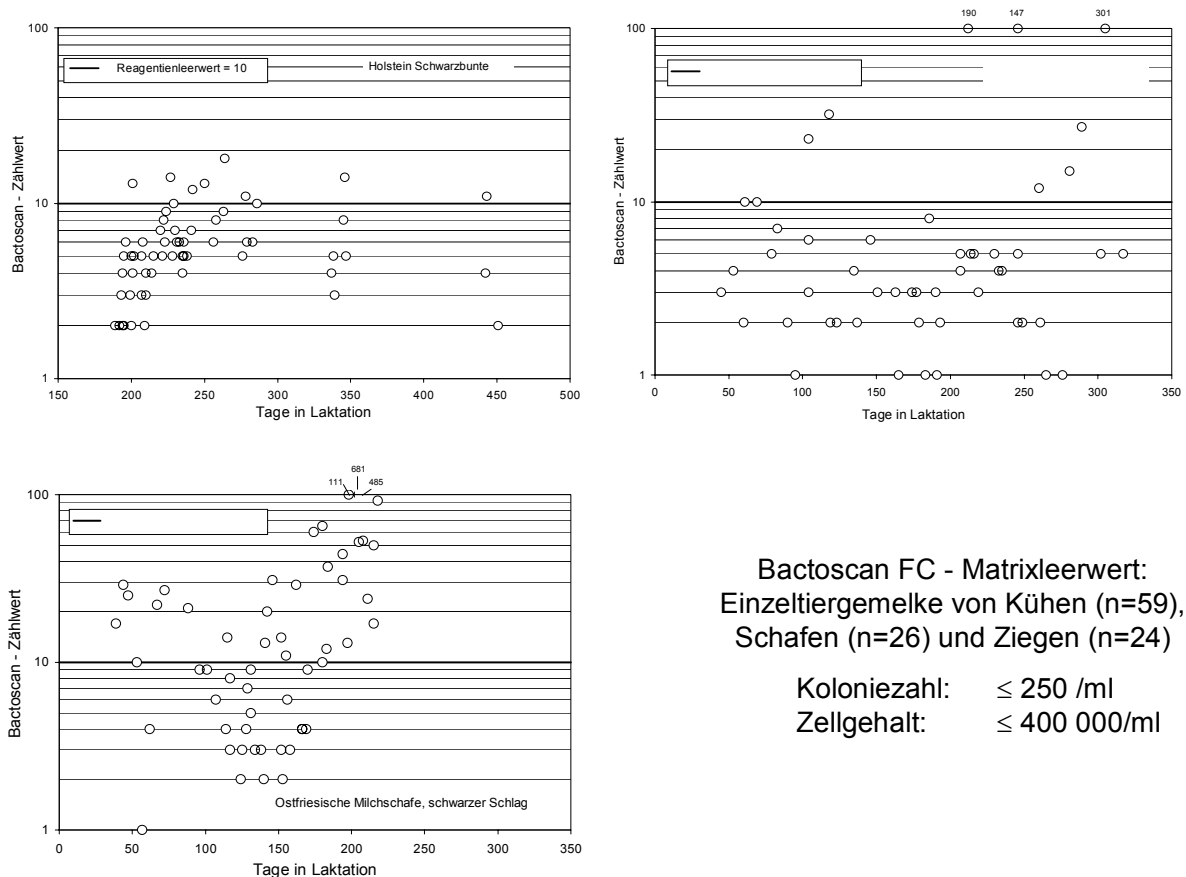 100
10
1
Reagentienleerwert = 10
Holstein Schwarzbunte
Bactoscan - Zählwert
150 200 250 300 350 400 450 500
Tage in Laktation
190 147 301
100
10
1
Bactoscan - Zählwert
0 50 100 150 200 250 300 350
Tage in Laktation
681
111 485
100
10
1
Bactoscan - Zählwert
Ostfriesische Milchschafe, schwarzer Schlag
0 50 100 150 200 250 300 350
Tage in Laktation
Bactoscan FC - Matrixleerwert:
Einzeltiergemelke von Kühen (n=59),
Schafen (n=26) und Ziegen (n=24)
Koloniezahl: ≤ 250 /ml
Zellgehalt: ≤ 400 000/ml